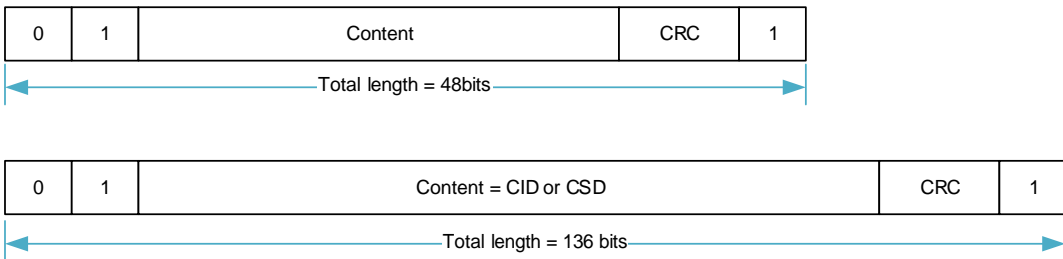 0 1 Content CRC 1
Total length = 48bits
0 1 Content = CID or CSD CRC 1
Total length = 136 bits